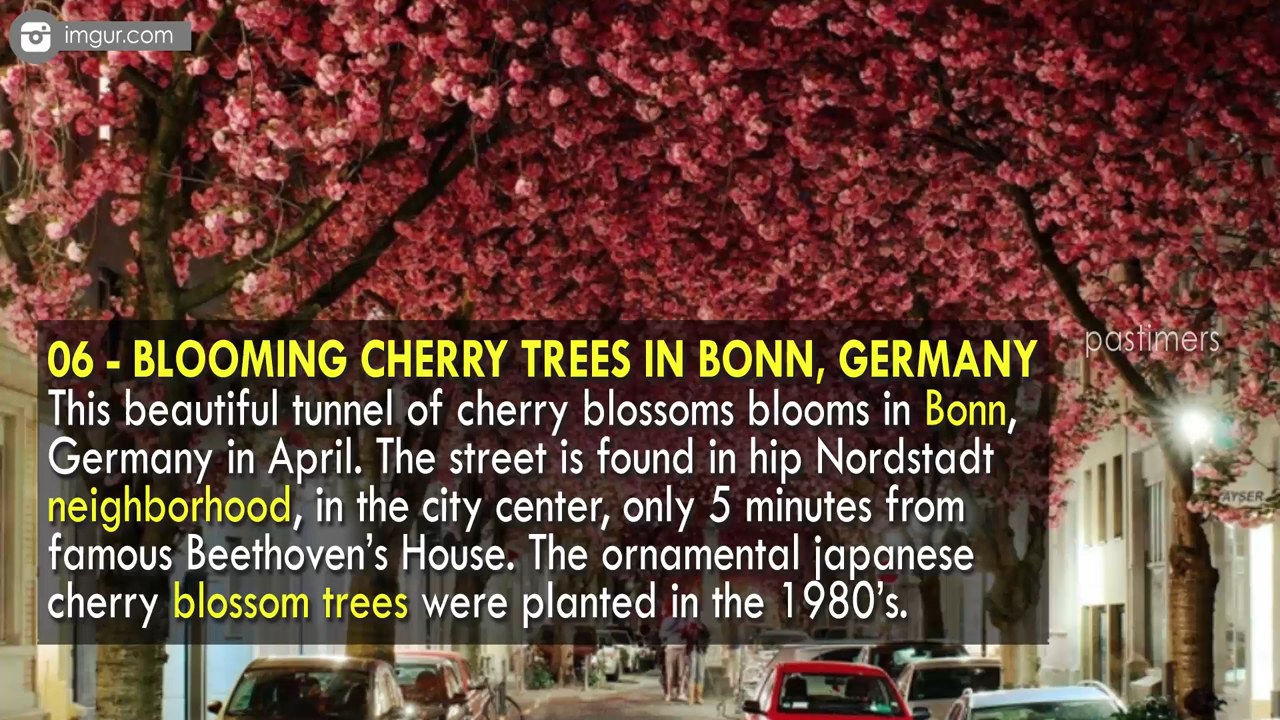 imgur.com
06 - BLOOMING CHERRY TREES IN BONN, GERMANY
pastimers
This beautiful tunnel of cherry blossoms blooms in Bonn,
Germany in April. The street is found in hip Nordstadt
neighborhood, in the city center, only 5 minutes from
famous Beethoven’s House. The ornamental japanese
cherry blossom trees were planted in the 1980’s.